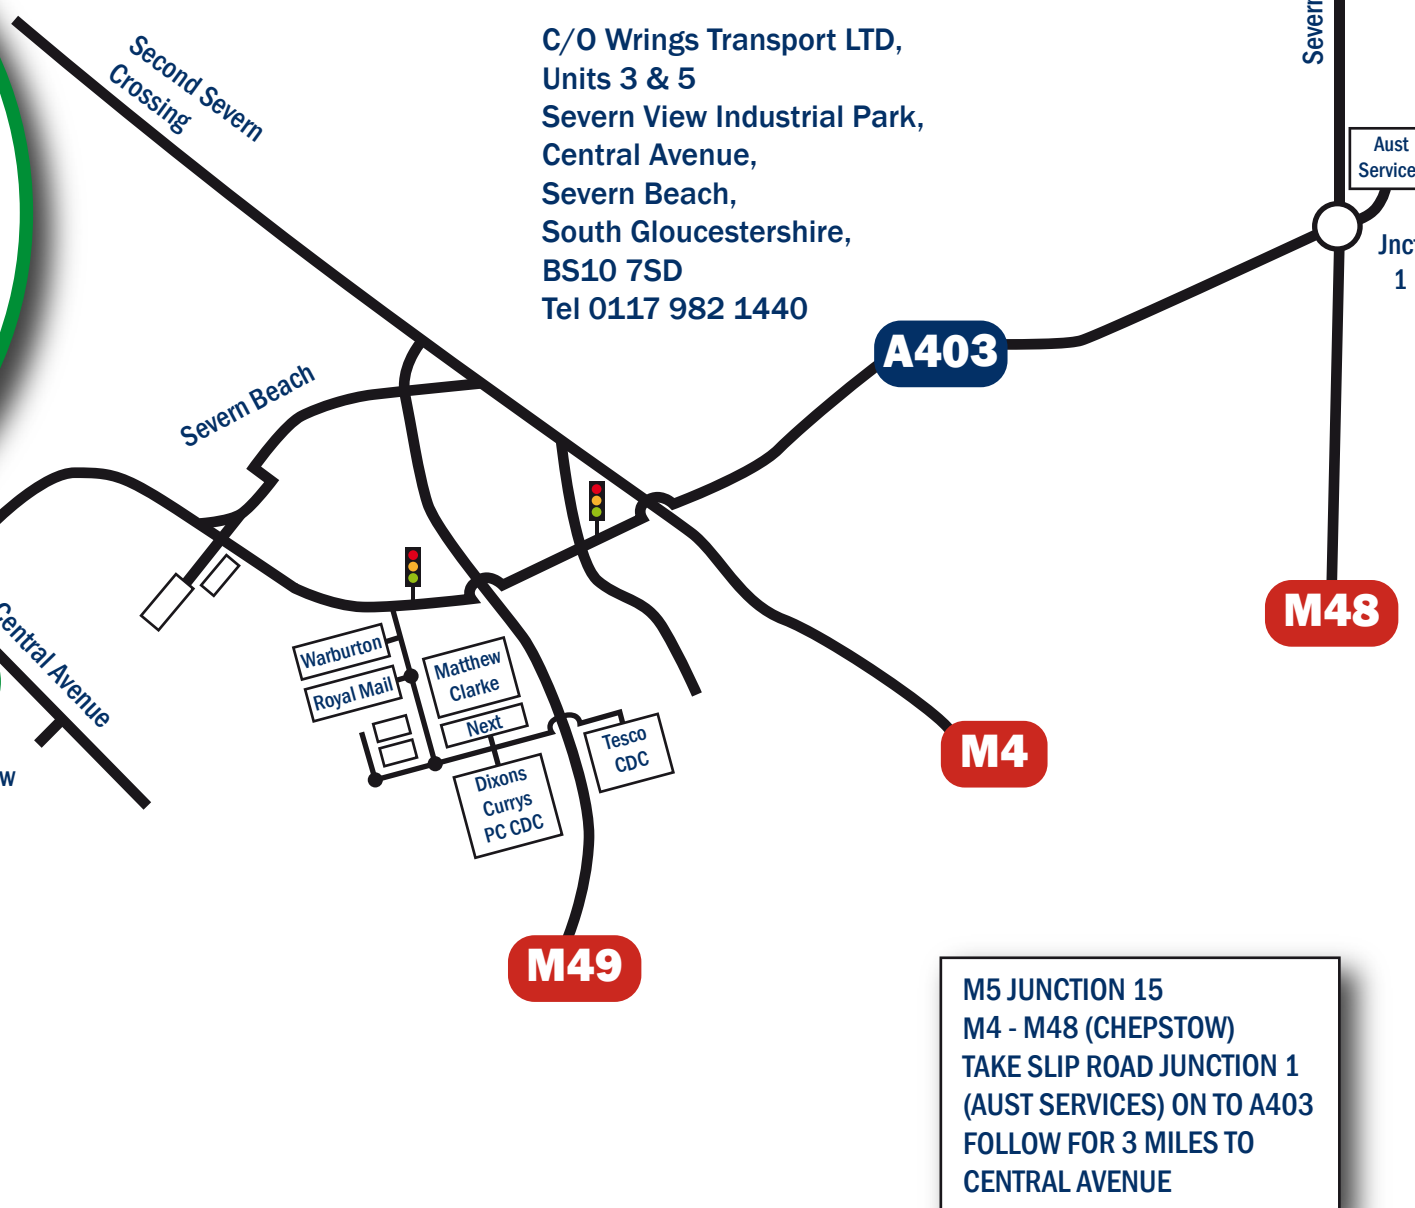 C/O Wrings Transport LTD,
Units 3 & 5
Severn View Industrial Park,
Central Avenue,
Severn Beach,
South Gloucestershire,
BS10 7SD
Tel 0117 982 1440
Second Severn
Crossing
Severn
Aust
Service
Jnct
1
A403
Severn Beach
M48
Central Avenue
w
Warburton
Royal Mail
Matthew
Clarke
Next
Tesco
CDC
Dixons
Currys
PC CDC
M4
M49
M5 JUNCTION 15
M4 - M48 (CHEPSTOW)
TAKE SLIP ROAD JUNCTION 1
(AUST SERVICES) ON TO A403
FOLLOW FOR 3 MILES TO
CENTRAL AVENUE